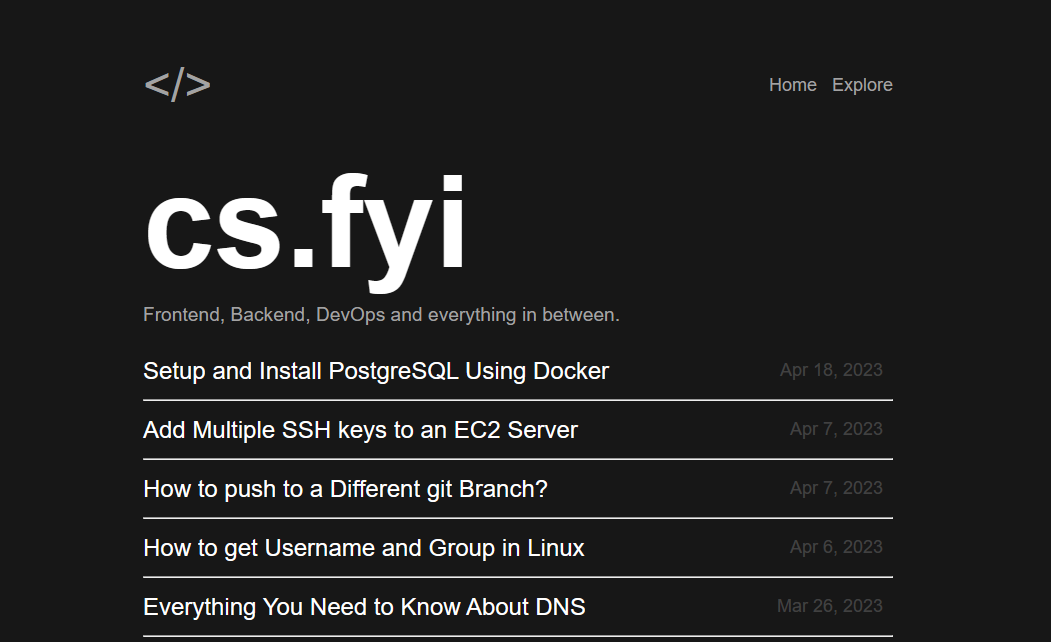 </>
Home Explore
cs.fyi
Frontend, Backend, DevOps and everything in between.
Setup and Install PostgreSQL Using Docker Apr 18, 2023
Add Multiple SSH keys to an EC2 Server Apr 7, 2023
How to push to a Different git Branch? Apr 7, 2023
How to get Username and Group in Linux Apr 6, 2023
Everything You Need to Know About DNS Mar 26, 2023